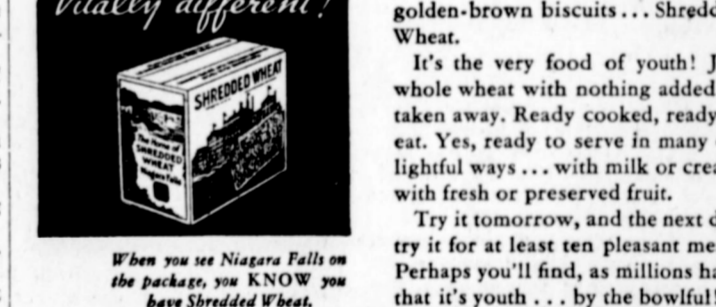 Vitally different!
SHREDDED WHEAT
The Home of
SHREDDED
WHEAT
Niagara Falls
When you see Niagara Falls on
the package, you KNOW you
have Shredded Wheat.
golden-brown biscuits... Shredd
Wheat.
It's the very food of youth! J
whole wheat with nothing added
taken away. Ready cooked, ready
eat. Yes, ready to serve in many
lightful ways... with milk or crea
with fresh or preserved fruit.
Try it tomorrow, and the next d
try it for at least ten pleasant me
Perhaps you'll find, as millions ha
that it's youth... by the bowlful!